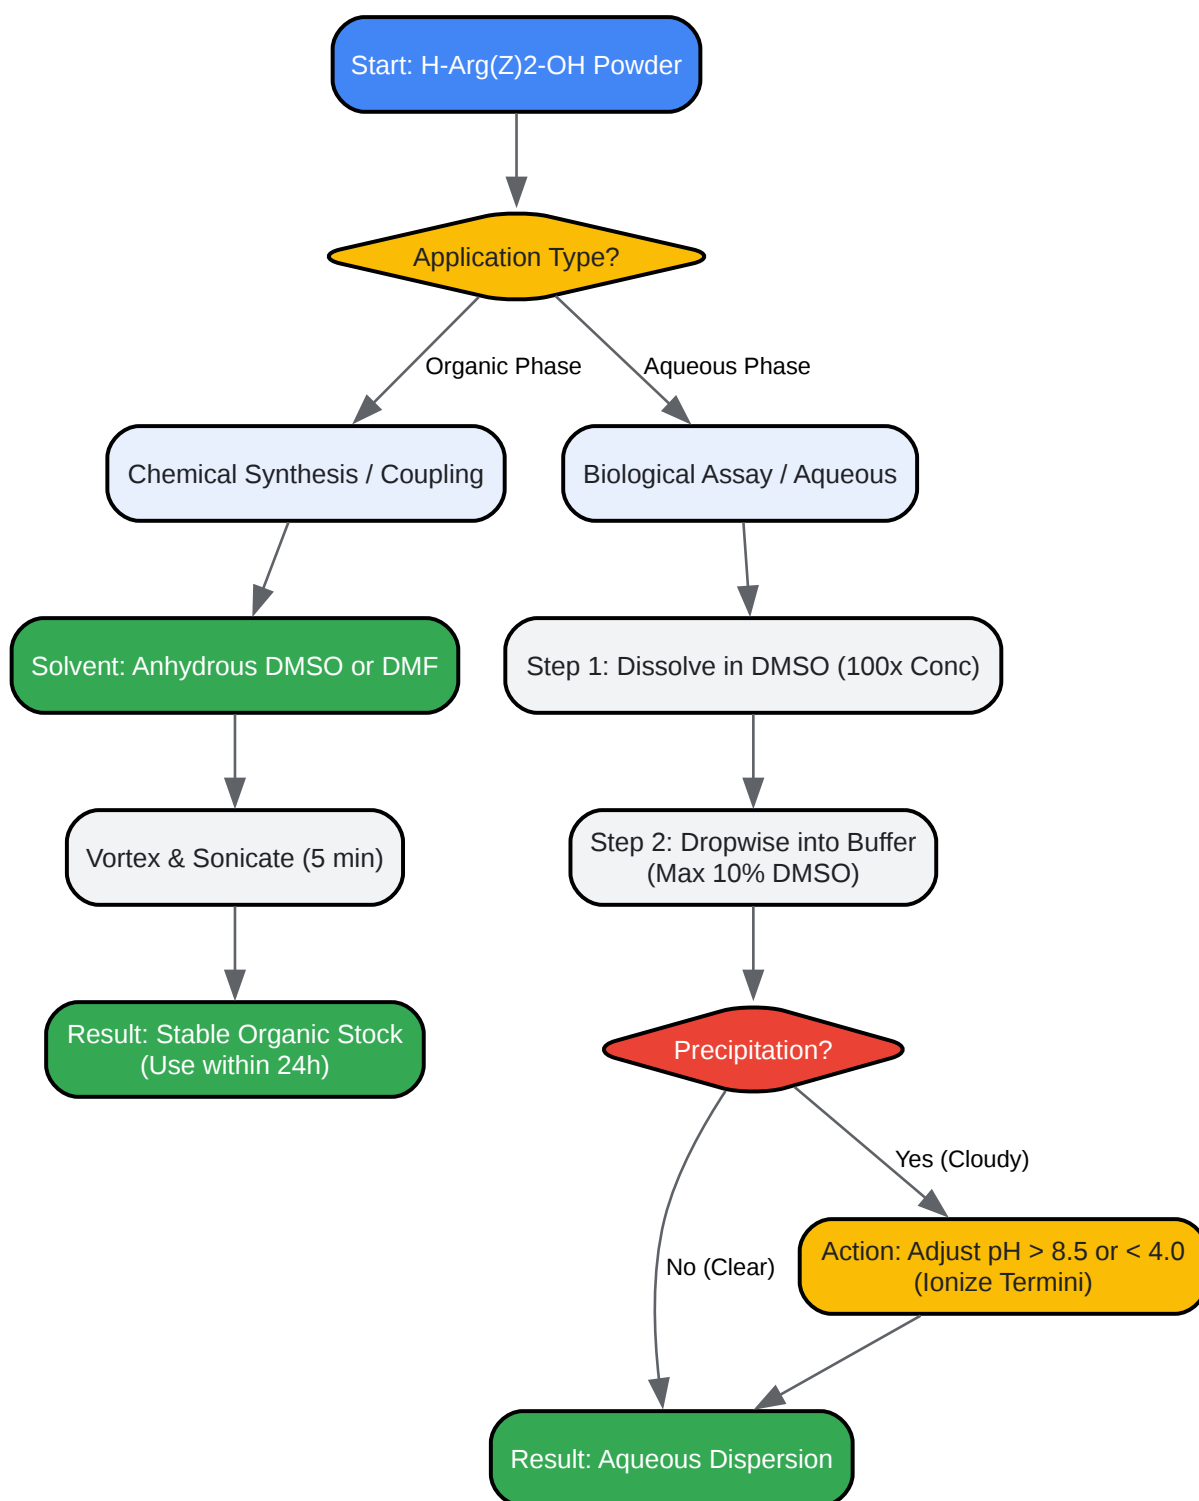 Start: H-Arg(Z)2-OH Powder
Application Type?
Organic Phase
Aqueous Phase
Chemical Synthesis / Coupling
Biological Assay / Aqueous
Solvent: Anhydrous DMSO or DMF
Step 1: Dissolve in DMSO (100x Conc)
Vortex & Sonicate (5 min)
Step 2: Dropwise into Buffer
(Max 10% DMSO)
Result: Stable Organic Stock
(Use within 24h)
Precipitation?
Yes (Cloudy)
No (Clear)
Action: Adjust pH > 8.5 or < 4.0
(Ionize Termini)
Result: Aqueous Dispersion